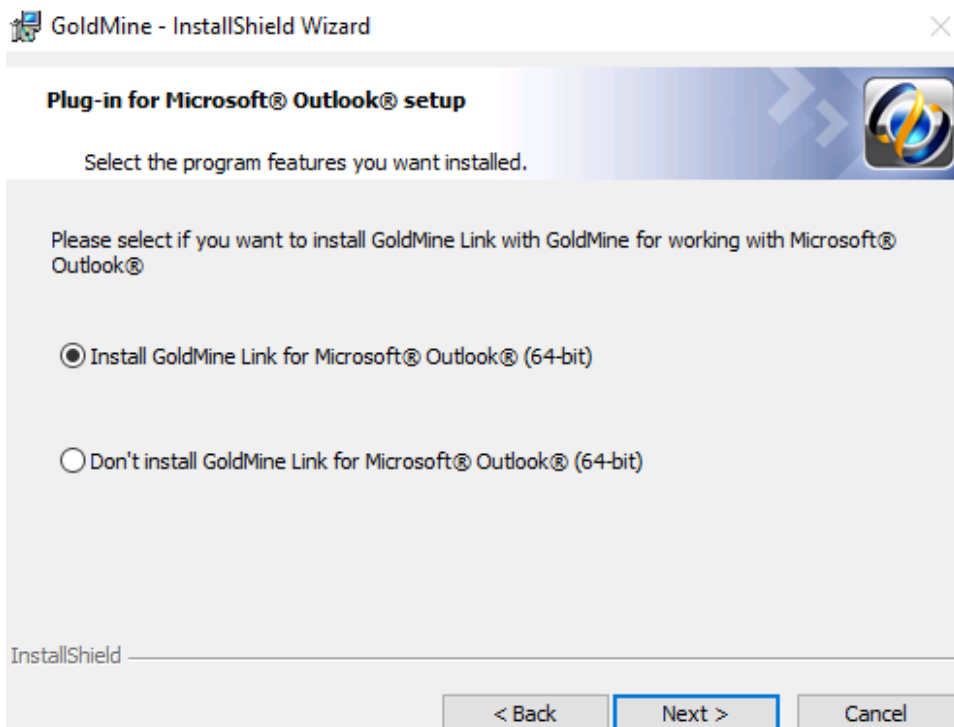 GoldMine - InstallShield Wizard
Plug-in for Microsoft® Outlook® setup
Select the program features you want installed.
Please select if you want to install GoldMine Link with GoldMine for working with Microsoft®
Outlook®
Install GoldMine Link for Microsoft® Outlook® (64-bit)
Don't install GoldMine Link for Microsoft® Outlook® (64-bit)
InstallShield
< Back Next > Cancel